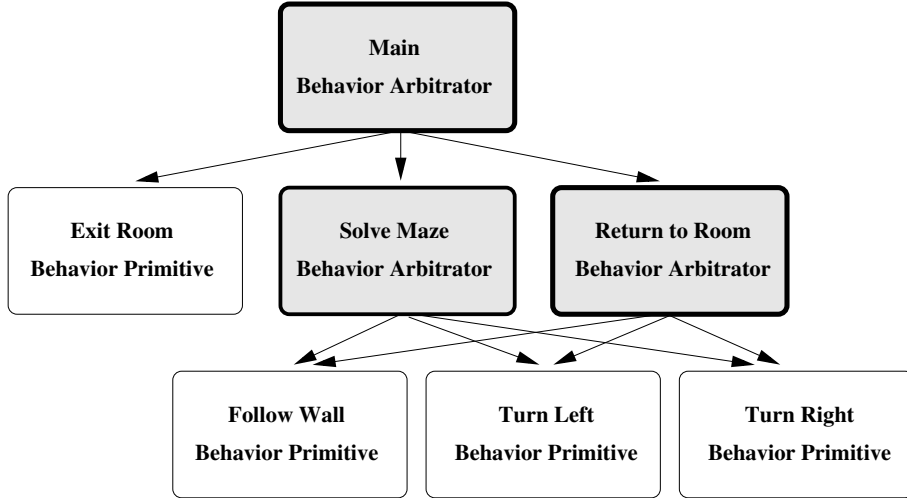 Main
Behavior Arbitrator
Exit Room
Behavior Primitive
Solve Maze
Behavior Arbitrator
Return to Room
Behavior Arbitrator
Follow Wall
Behavior Primitive
Turn Left
Behavior Primitive
Turn Right
Behavior Primitive